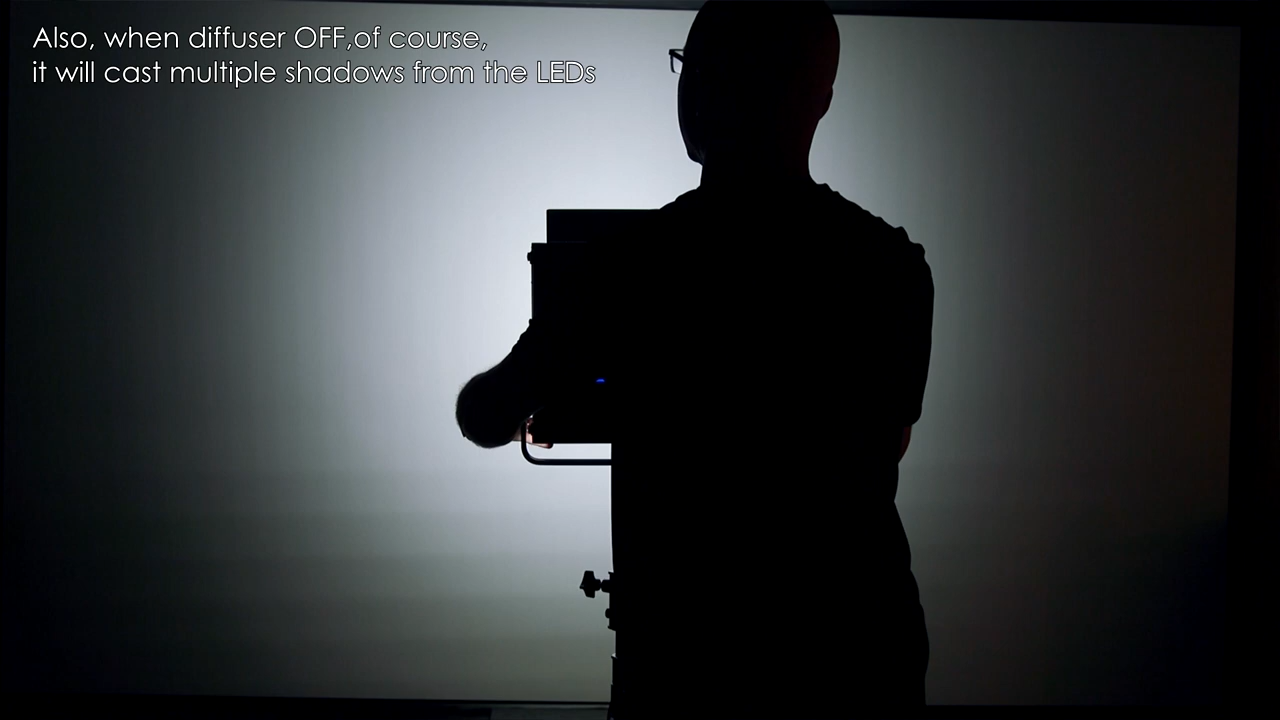 Also, when diffuser OFF,of course,
it will cast multiple shadows from the LEDs